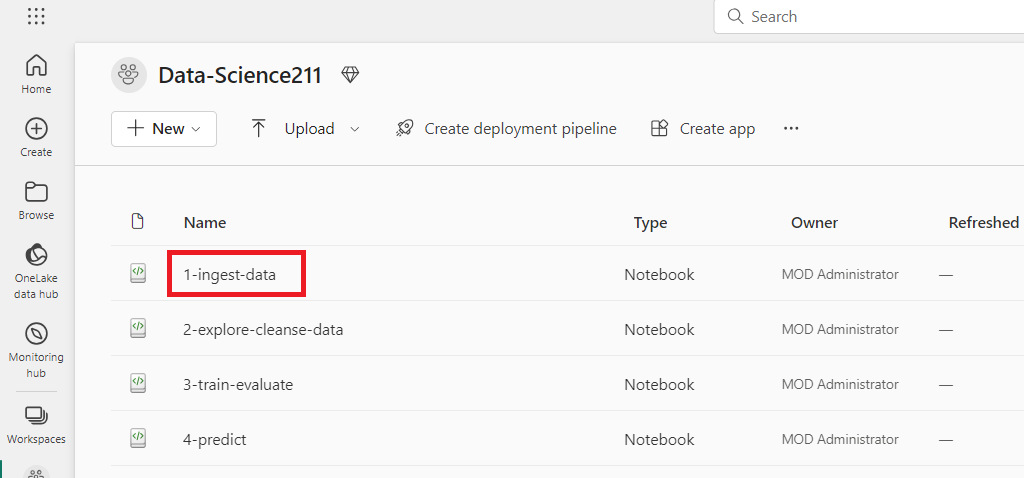 Search
Home
Create
Browse
OneLake
data hub
Monitoring
hub
Workspaces
Data-Science211
New
Upload
Create deployment pipeline
Create app
Name Type Owner Refreshed
1-ingest-data Notebook MOD Administrator —
2-explore-cleanse-data Notebook MOD Administrator —
3-train-evaluate Notebook MOD Administrator —
4-predict Notebook MOD Administrator —